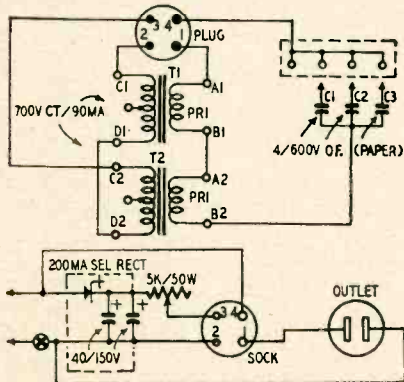 3 4
2 1
PLUG
C1 T1 A1
700V CT/90MA
PRI
D1 B1
C2 T2 A2
PRI
D2 B2
C1 C2 C3
4/600V O.F. (PAPER)
200MA SEL RECT
5K/50W
+ + +
40/150V
3 4
2 1
SOCK
OUTLET